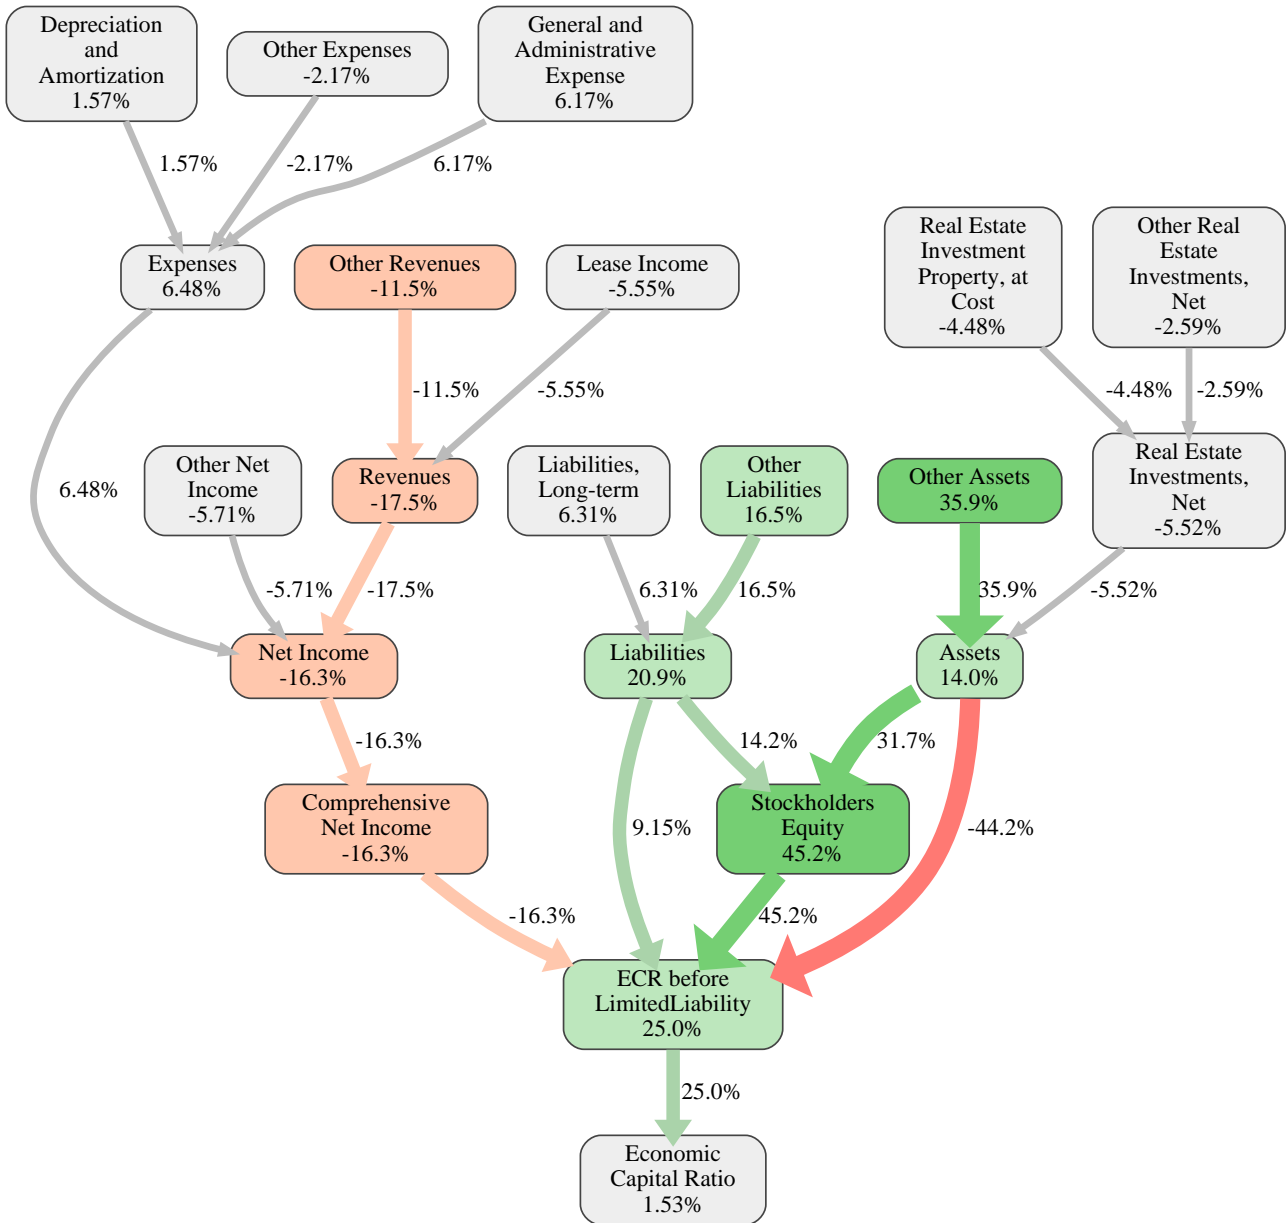 Depreciation
and
Amortization
1.57%
Other Expenses
-2.17%
General and
Administrative
Expense
6.17%
1.57%
-2.17%
6.17%
Expenses
6.48%
Other Revenues
-11.5%
Lease Income
-5.55%
Real Estate
Investment
Property, at
Cost
-4.48%
Other Real
Estate
Investments,
Net
-2.59%
-11.5%
-5.55%
-4.48%
-2.59%
6.48%
Other Net
Income
-5.71%
Revenues
-17.5%
Liabilities,
Long-term
6.31%
Other
Liabilities
16.5%
Other Assets
35.9%
Real Estate
Investments,
Net
-5.52%
-5.71%
-17.5%
6.31%
16.5%
35.9%
-5.52%
Net Income
-16.3%
Liabilities
20.9%
Assets
14.0%
-16.3%
14.2%
31.7%
Comprehensive
Net Income
-16.3%
9.15%
Stockholders
Equity
45.2%
-44.2%
-16.3%
45.2%
ECR before
LimitedLiability
25.0%
25.0%
Economic
Capital Ratio
1.53%